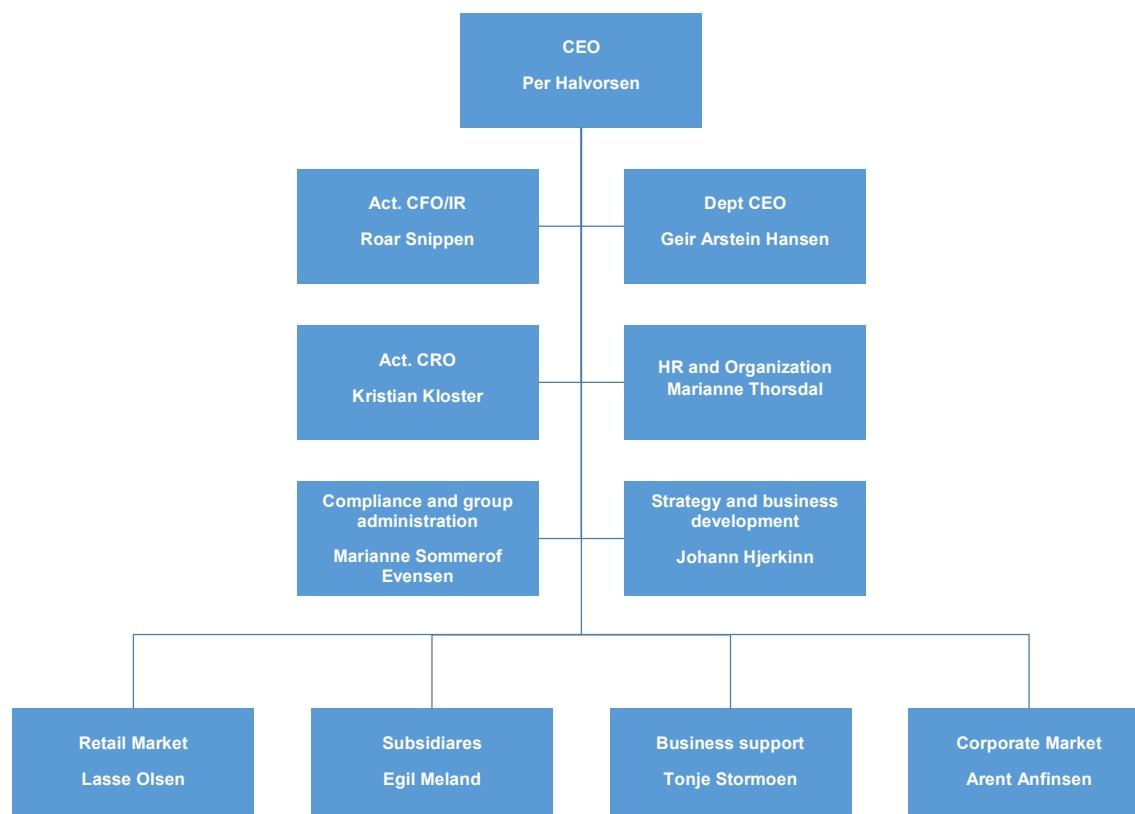 CEO
Per Halvorsen
Act. CFO/IR
Roar Snippen
Dept CEO
Geir Arstein Hansen
Act. CRO
Kristian Kloster
HR and Organization
Marianne Thorsdal
Compliance and group
administration
Marianne Sommerof
Evensen
Strategy and business
development
Johann Hjerkinn
Retail Market
Lasse Olsen
Subsidiares
Egil Meland
Business support
Tonje Stormoen
Corporate Market
Arent Anfinsen